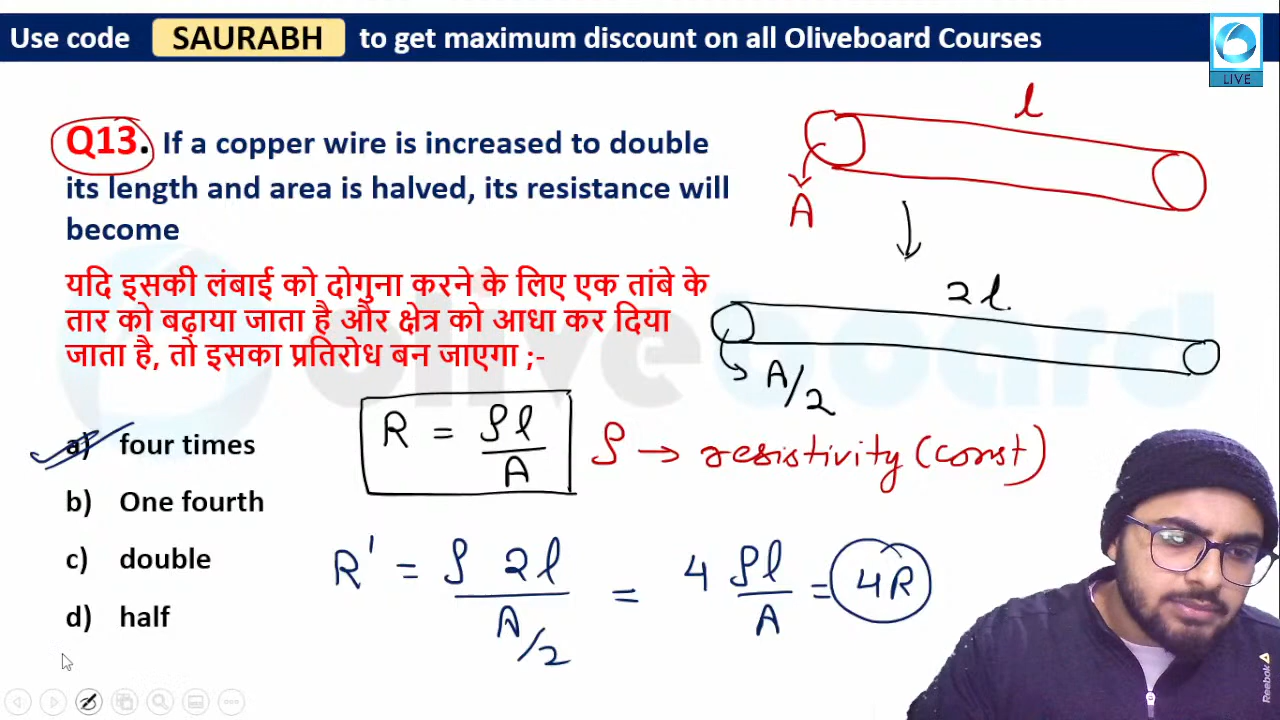 Use code SAURABH to get maximum discount on all Oliveboard Courses
LIVE
Q13. If a copper wire is increased to double
its length and area is halved, its resistance will
become
यदि इसकी लंबाई को दोगुना करने के लिए एक तांबे के
तार को बढ़ाया जाता है और क्षेत्र को आधा कर दिया
जाता है, तो इसका प्रतिरोध बन जाएगा ;-
a) four times
b) One fourth
c) double
d) half
l
A
2l
A/2
R = ρl/A
ρ → resistivity (const)
R' = ρ 2l / A/2 = 4 ρl/A = 4R
oliveboard
Reebok